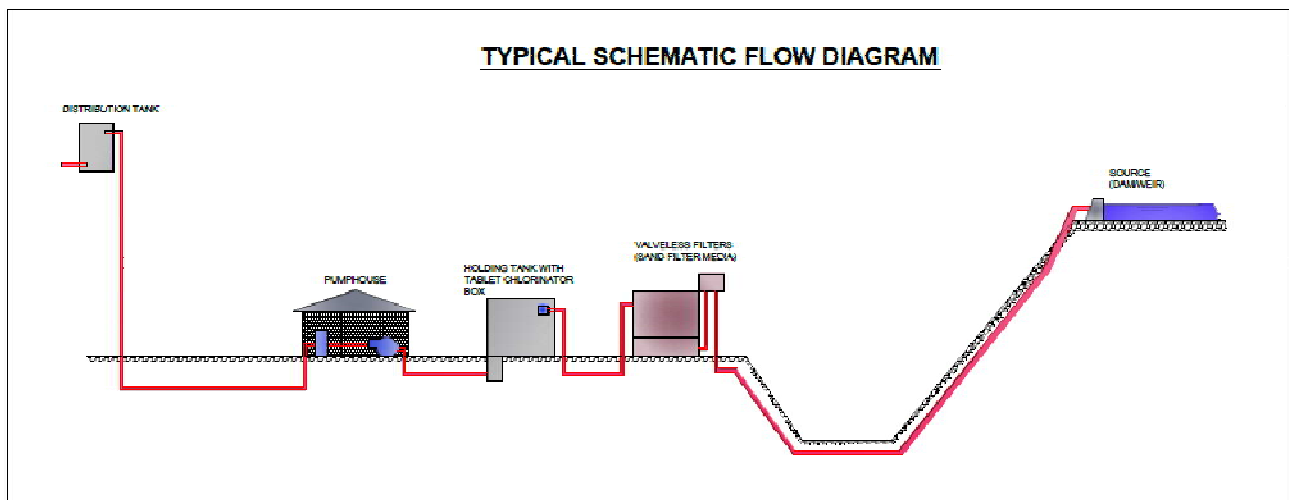 TYPICAL SCHEMATIC FLOW DIAGRAM
DISTRIBUTION TANK
PUMPHOUSE
HOLDING TANK WITH
TABLET CHLORINATOR
BOX
VALVELESS FILTERS
(SAND FILTER MEDIA)
SOURCE
(DAM/WEIR)